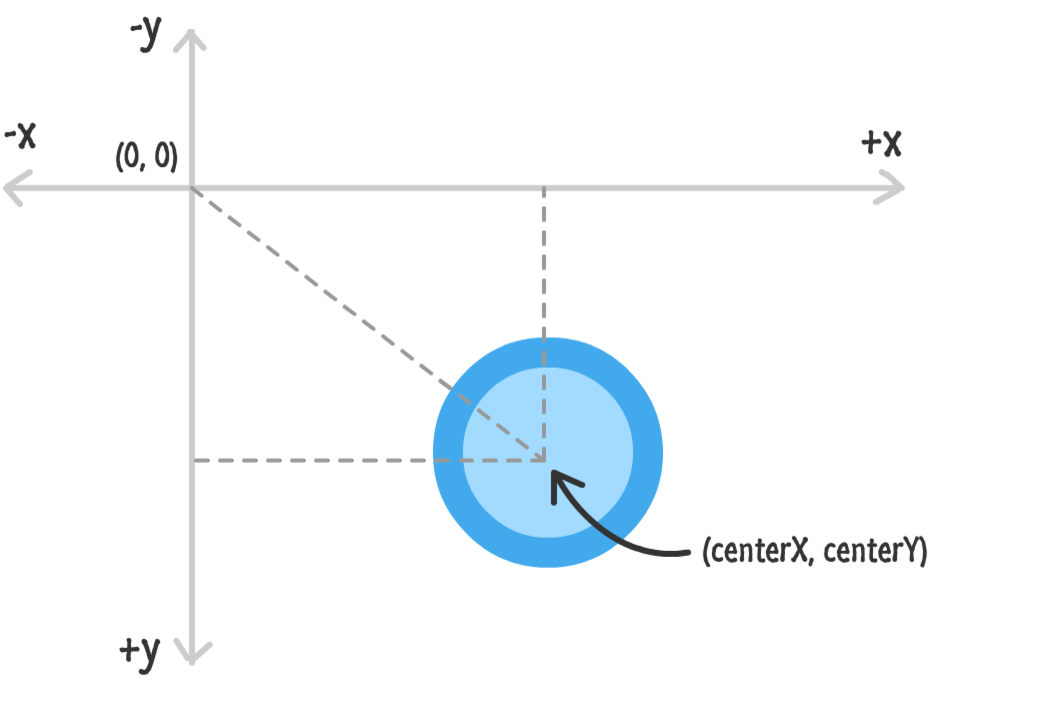 -y
-x
(0, 0)
+x
(centerX, centerY)
+y